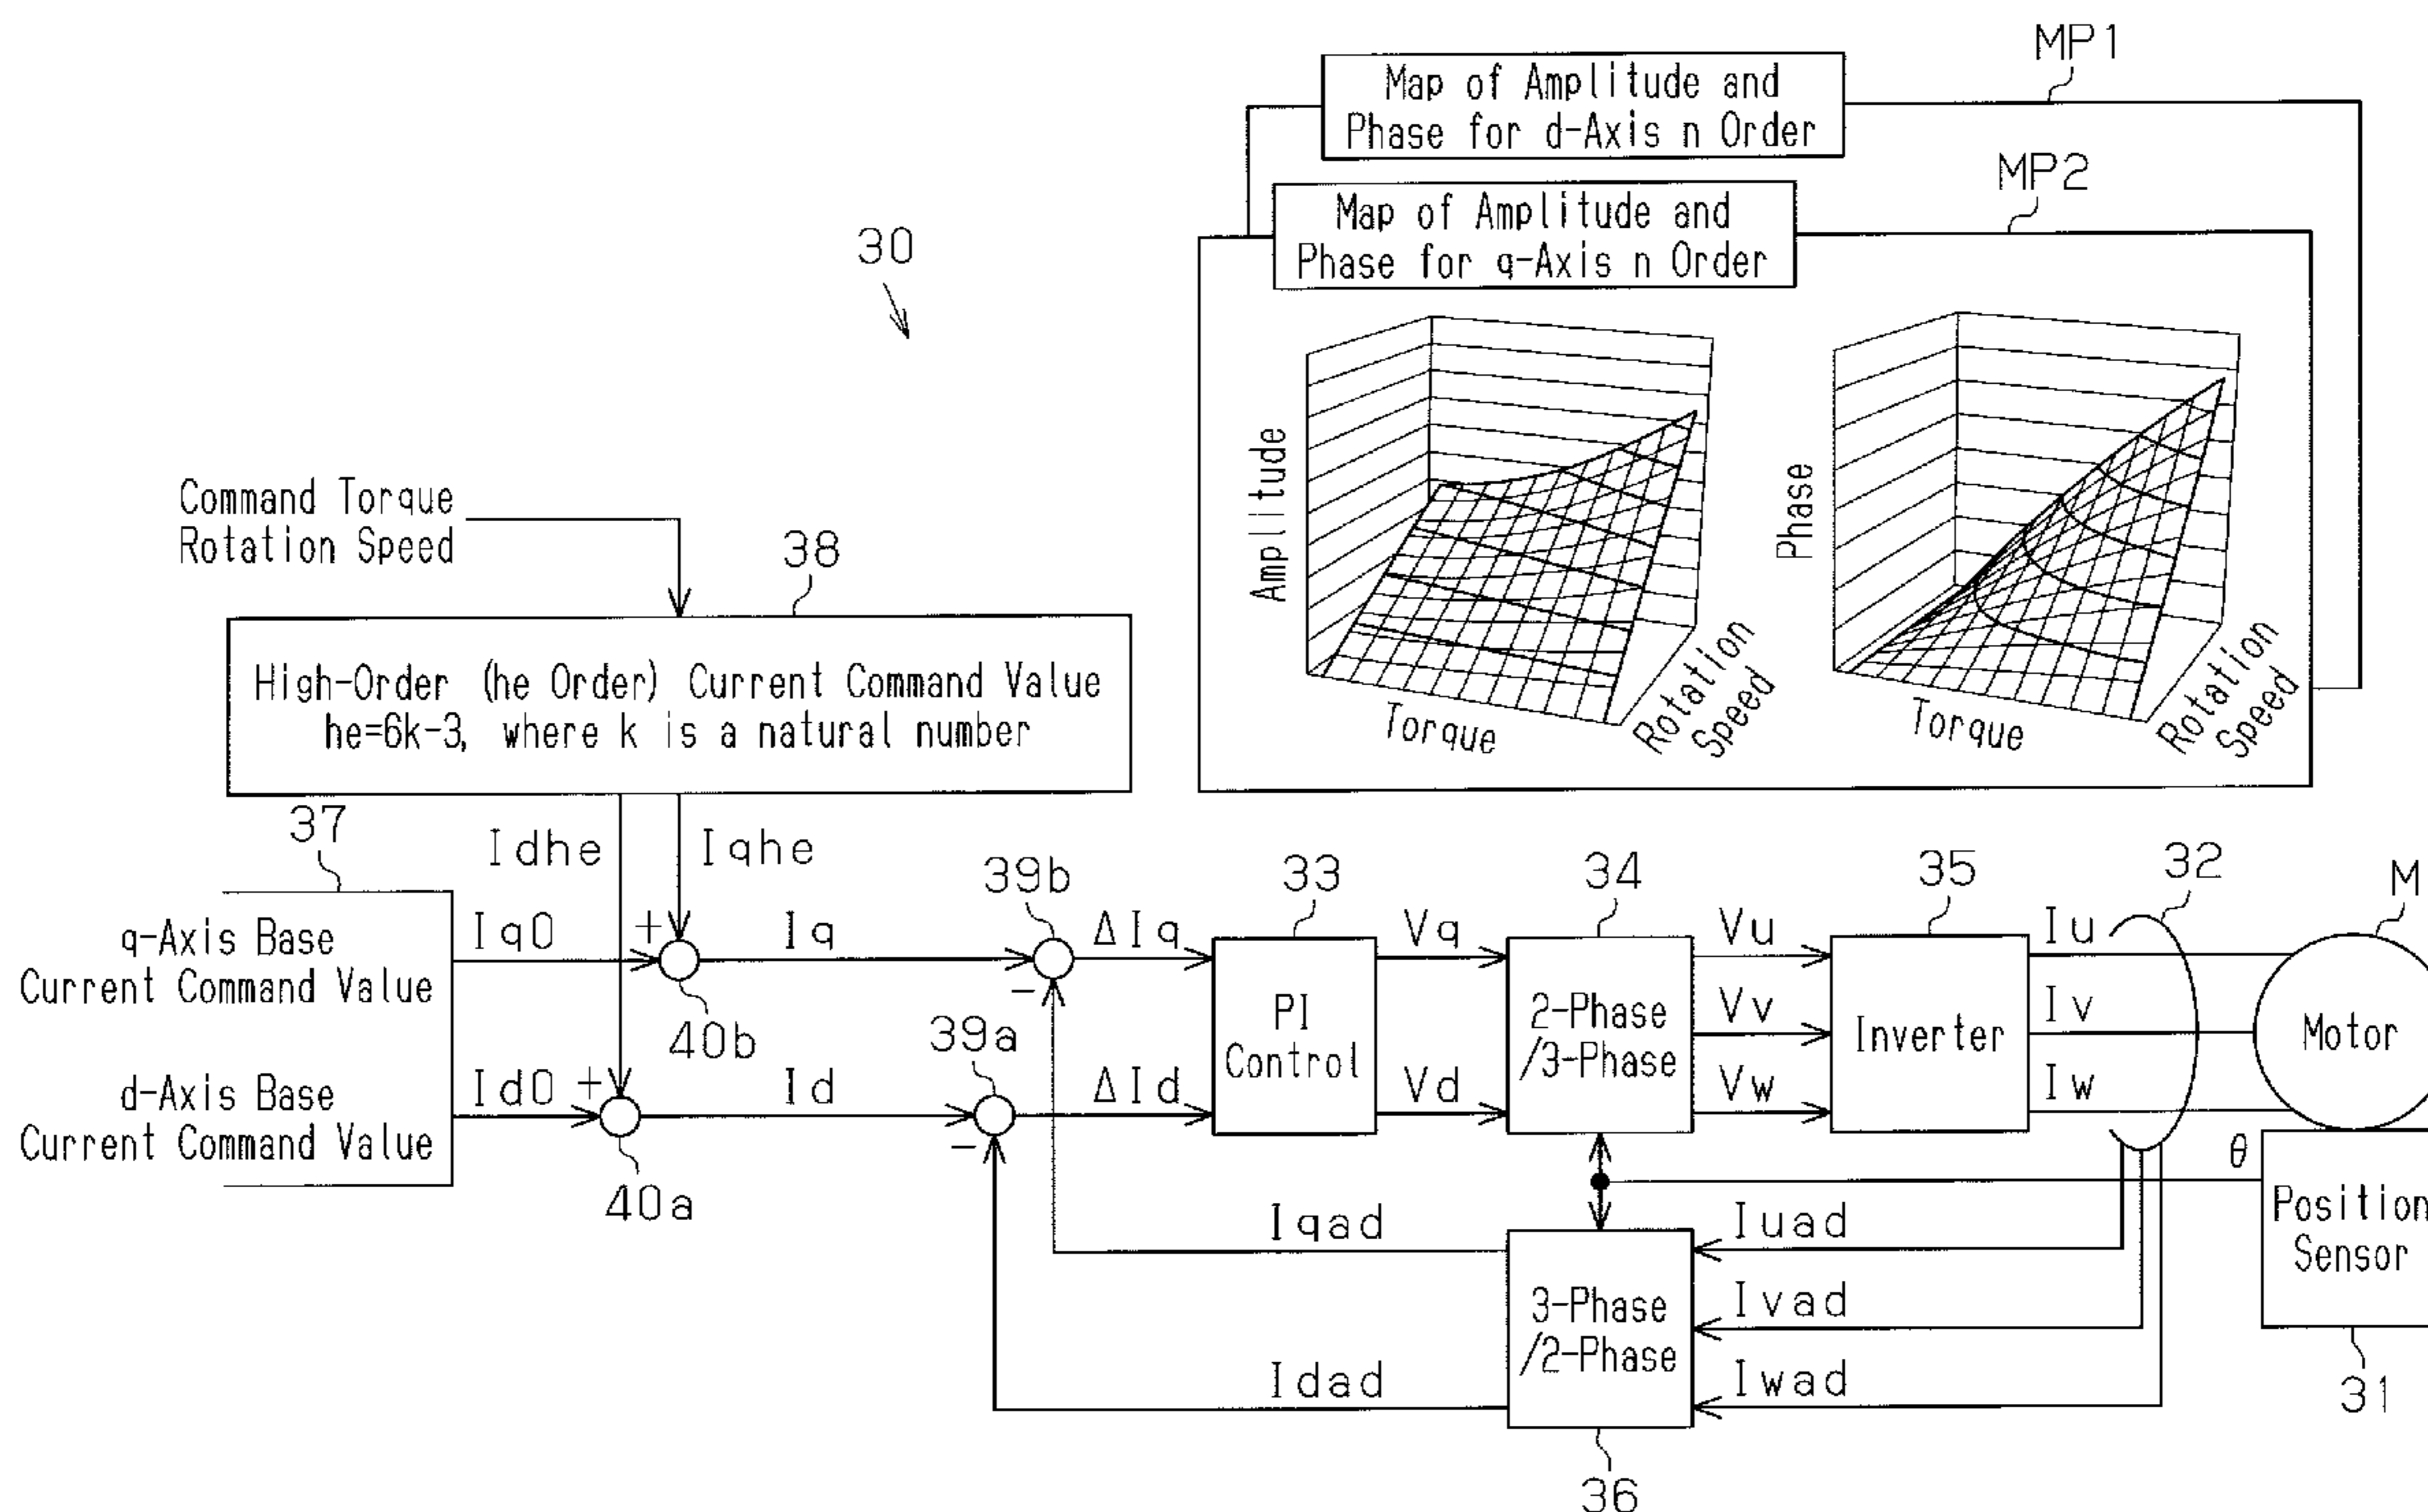 MP1
Map of Amplitude and
Phase for d-Axis n Order
MP2
Map of Amplitude and
Phase for q-Axis n Order
30
Amplitude
Torque
Rotation
Speed
Phase
Torque
Rotation
Speed
Command Torque
Rotation Speed
38
High-Order (he Order) Current Command Value
he=6k-3, where k is a natural number
37
Idhe
Iqhe
q-Axis Base
Current Command Value
Iq0
+
Iq
40b
39b
-
ΔIq
33
PI
Control
Vq
34
2-Phase
/3-Phase
Vu
Vv
Vw
35
Inverter
Iu
Iv
Iw
32
M
Motor
d-Axis Base
Current Command Value
Id0
+
Id
40a
39a
-
ΔId
Vd
θ
Position
Sensor
31
Iqad
Idad
3-Phase
/2-Phase
36
Iuad
Ivad
Iwad